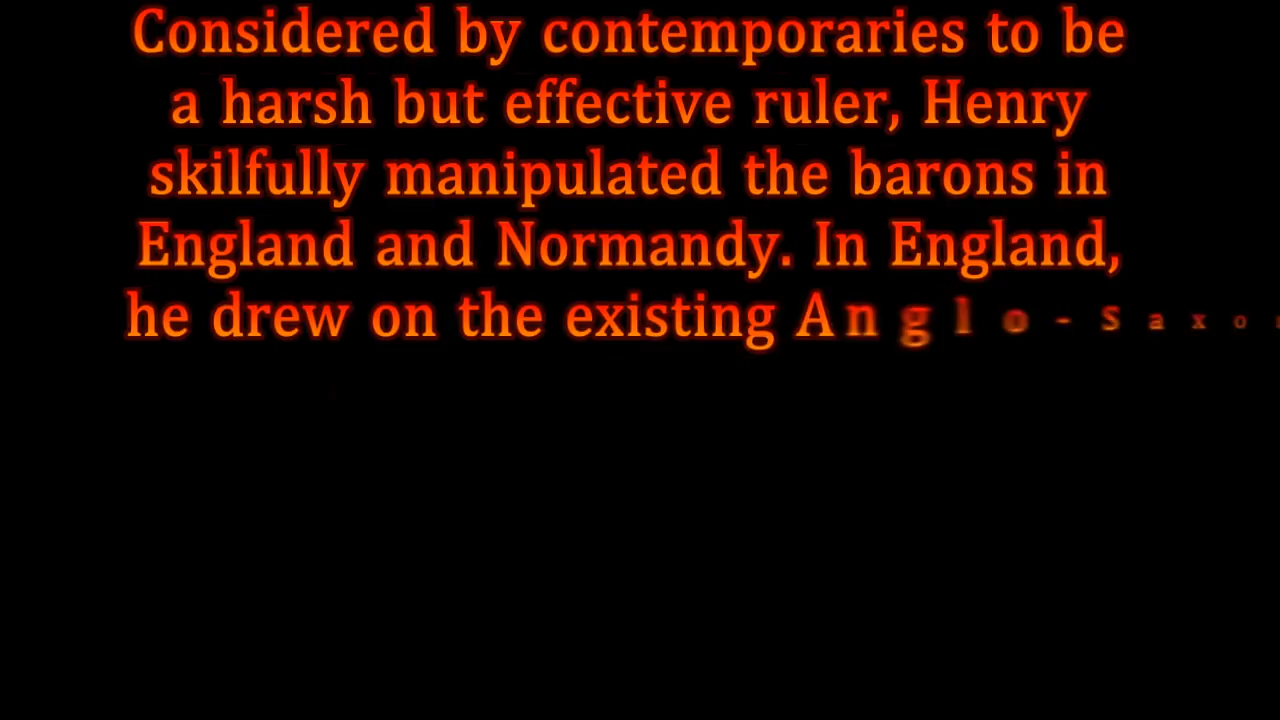 Considered by contemporaries to be
a harsh but effective ruler, Henry
skilfully manipulated the barons in
England and Normandy. In England,
he drew on the existing Anglo-Saxo